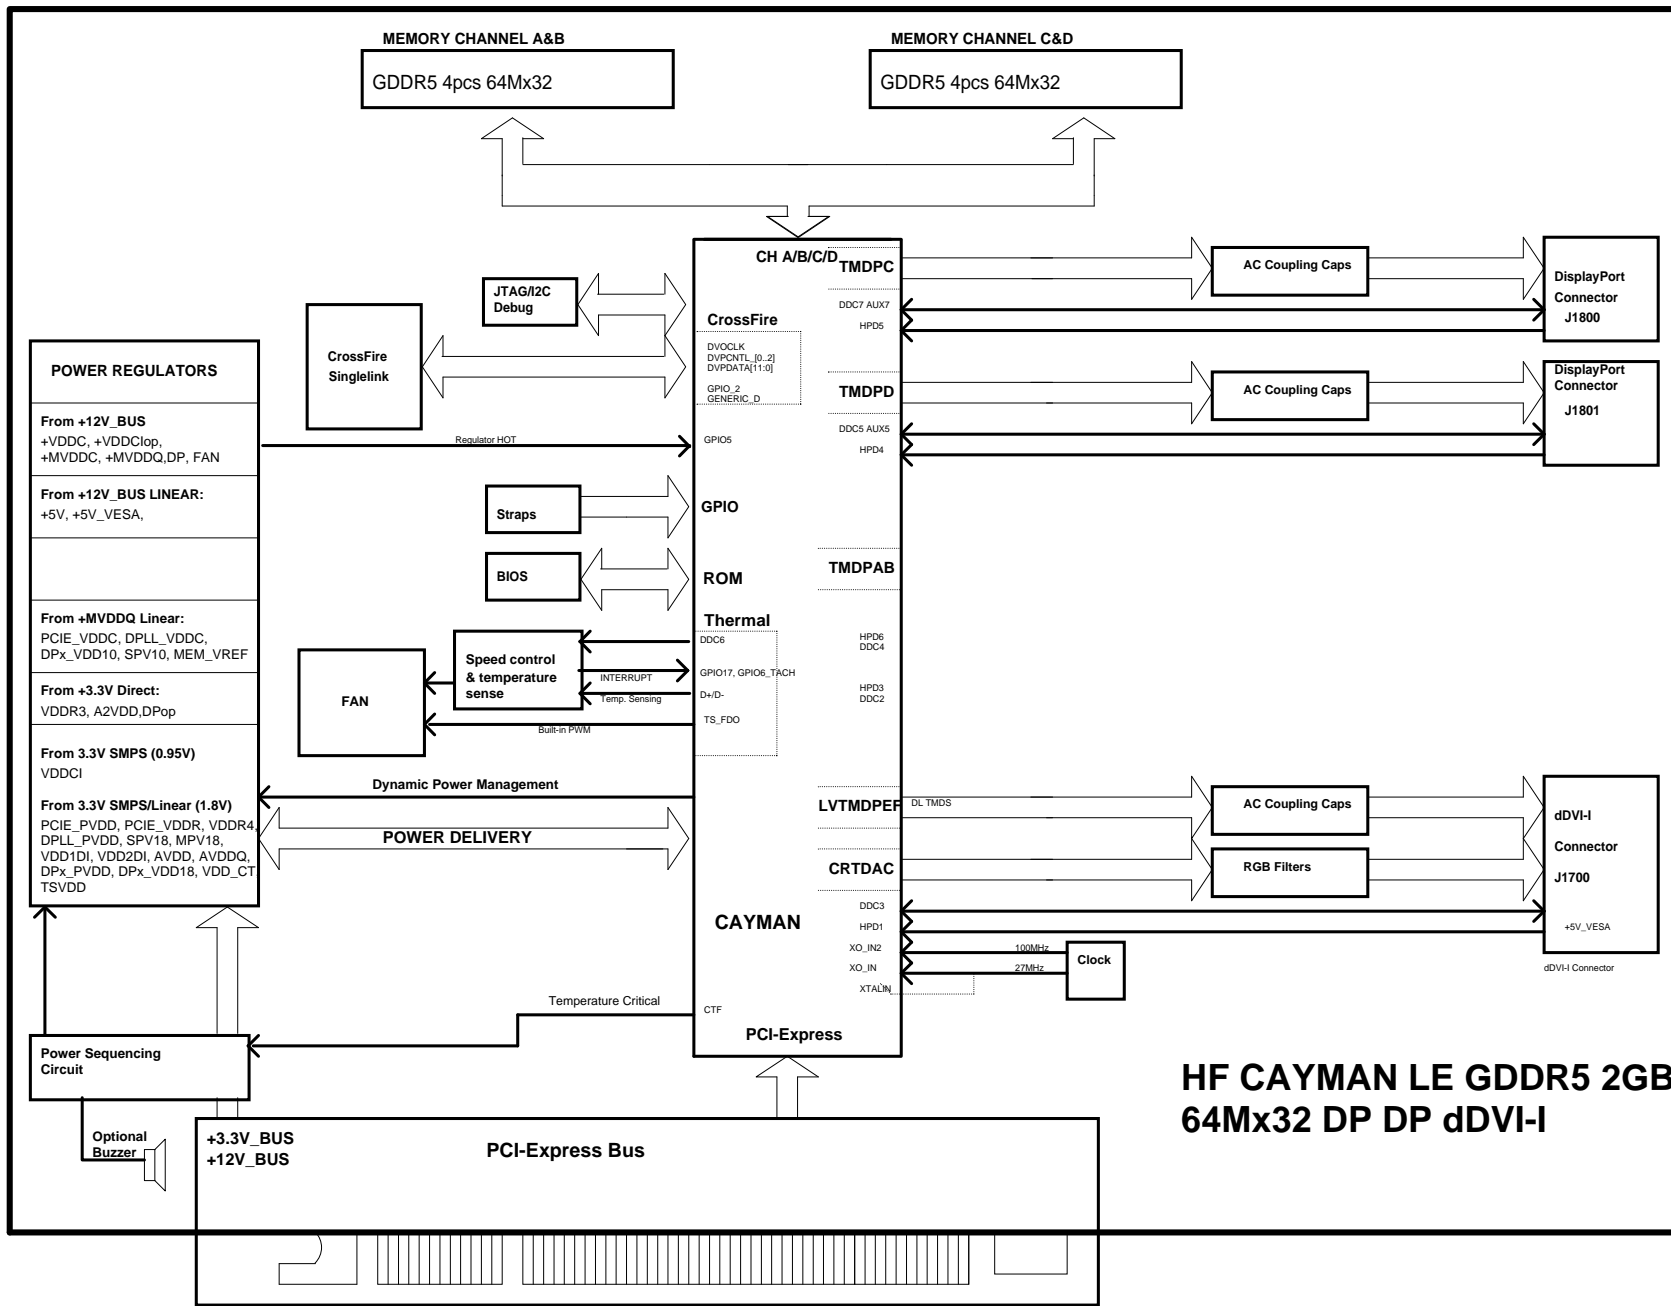 MEMORY CHANNEL A&B
GDDR5 4pcs 64Mx32
MEMORY CHANNEL C&D
GDDR5 4pcs 64Mx32
POWER REGULATORS
From +12V_BUS
+VDDC, +VDDCIop,
+MVDDC, +MVDDQ,DP, FAN
From +12V_BUS LINEAR:
+5V, +5V_VESA,
From +MVDDQ Linear:
PCIE_VDDC, DPLL_VDDC,
DPx_VDD10, SPV10, MEM_VREF
From +3.3V Direct:
VDDR3, A2VDD,DPop
From 3.3V SMPS (0.95V)
VDDCI
From 3.3V SMPS/Linear (1.8V)
PCIE_PVDD, PCIE_VDDR, VDDR4,
DPLL_PVDD, SPV18, MPV18,
VDD1DI, VDD2DI, AVDD, AVDDQ,
DPx_PVDD, DPx_VDD18, VDD_CT
TSVDD
Power Sequencing
Circuit
Optional
Buzzer
CrossFire
Singlelink
JTAG/I2C
Debug
Regulator HOT
Straps
BIOS
FAN
Speed control
& temperature
sense
INTERRUPT
Temp. Sensing
Built-in PWM
Dynamic Power Management
POWER DELIVERY
Temperature Critical
CH A/B/C/D
CrossFire
DVOCLK
DVPCNTL_[0..2]
DVPDATA[11:0]
GPIO_2
GENERIC_D
GPIO5
GPIO
ROM
Thermal
DDC6
GPIO17, GPIO6_TACH
D+/D-
TS_FDO
CAYMAN
CTF
PCI-Express
TMDPC
DDC7 AUX7
HPD5
TMDPD
DDC5 AUX5
HPD4
TMDPAB
HPD6
DDC4
HPD3
DDC2
LVTMDPEF
DL TMDS
CRTDAC
DDC3
HPD1
XO_IN2
XO_IN
XTALIN
100MHz
27MHz
Clock
AC Coupling Caps
DisplayPort
Connector
J1800
AC Coupling Caps
DisplayPort
Connector
J1801
AC Coupling Caps
RGB Filters
dDVI-I
Connector
J1700
+5V_VESA
dDVI-I Connector
+3.3V_BUS
+12V_BUS
PCI-Express Bus
HF CAYMAN LE GDDR5 2GB
64Mx32 DP DP dDVI-I